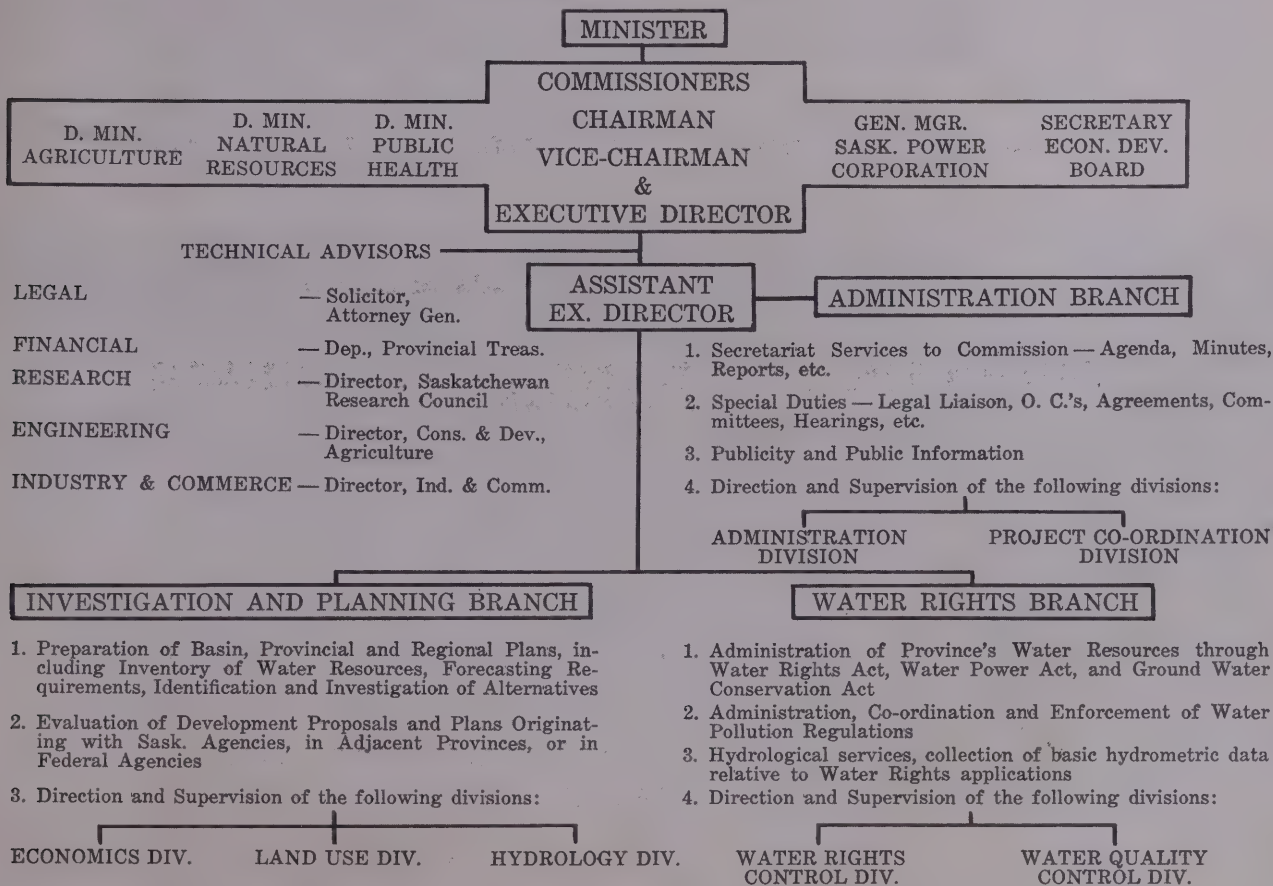 MINISTER
COMMISSIONERS
CHAIRMAN
VICE-CHAIRMAN
&
EXECUTIVE DIRECTOR
D. MIN.
AGRICULTURE
D. MIN.
NATURAL
RESOURCES
D. MIN.
PUBLIC
HEALTH
GEN. MGR.
SASK. POWER
CORPORATION
SECRETARY
ECON. DEV.
BOARD
TECHNICAL ADVISORS
LEGAL — Solicitor,
Attorney Gen.
FINANCIAL — Dep., Provincial Treas.
RESEARCH — Director, Saskatchewan
Research Council
ENGINEERING — Director, Cons. & Dev.,
Agriculture
INDUSTRY & COMMERCE — Director, Ind. & Comm.
ASSISTANT
EX. DIRECTOR
ADMINISTRATION BRANCH
1. Secretariat Services to Commission — Agenda, Minutes,
Reports, etc.
2. Special Duties — Legal Liaison, O. C.'s, Agreements, Com-
mittees, Hearings, etc.
3. Publicity and Public Information
4. Direction and Supervision of the following divisions:
ADMINISTRATION
DIVISION
PROJECT CO-ORDINATION
DIVISION
INVESTIGATION AND PLANNING BRANCH
1. Preparation of Basin, Provincial and Regional Plans, in-
cluding Inventory of Water Resources, Forecasting Re-
quirements, Identification and Investigation of Alternatives
2. Evaluation of Development Proposals and Plans Originat-
ing with Sask. Agencies, in Adjacent Provinces, or in
Federal Agencies
3. Direction and Supervision of the following divisions:
ECONOMICS DIV.
LAND USE DIV.
HYDROLOGY DIV.
WATER RIGHTS BRANCH
1. Administration of Province's Water Resources through
Water Rights Act, Water Power Act, and Ground Water
Conservation Act
2. Administration, Co-ordination and Enforcement of Water
Pollution Regulations
3. Hydrological services, collection of basic hydrometric data
relative to Water Rights applications
4. Direction and Supervision of the following divisions:
WATER RIGHTS
CONTROL DIV.
WATER QUALITY
CONTROL DIV.